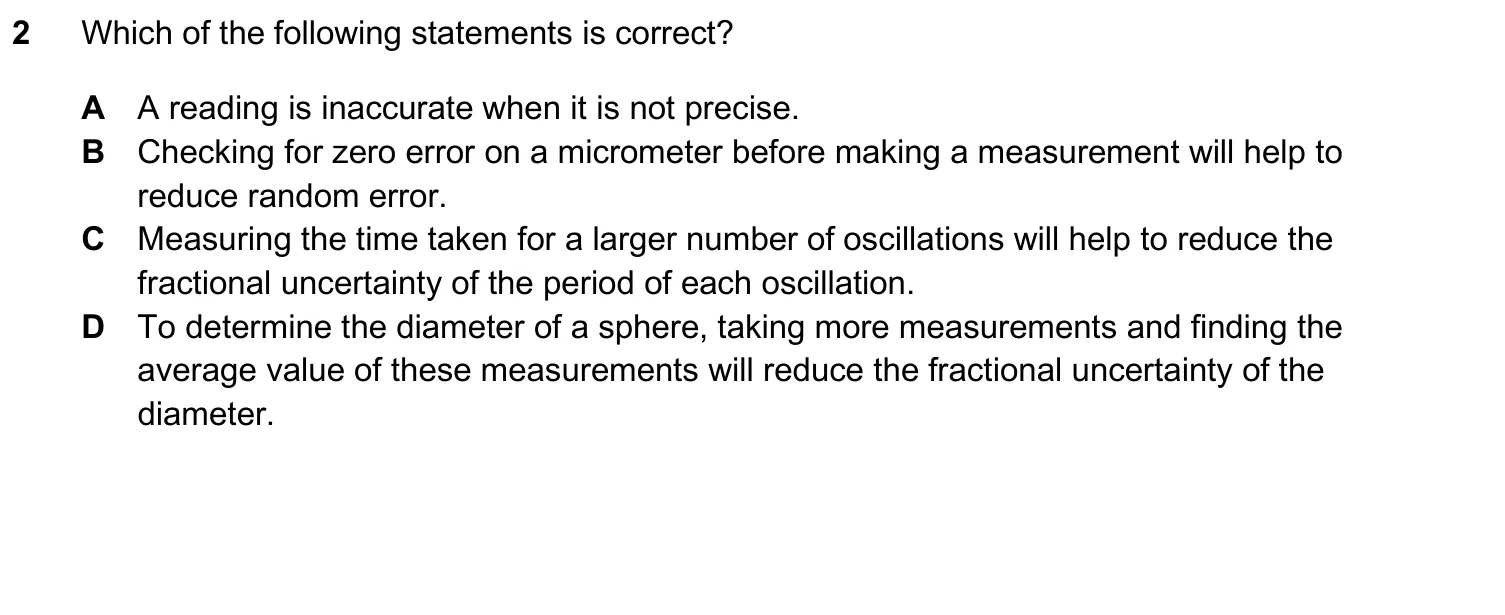 2 Which of the following statements is correct?
A A reading is inaccurate when it is not precise.
B Checking for zero error on a micrometer before making a measurement will help to
reduce random error.
C Measuring the time taken for a larger number of oscillations will help to reduce the
fractional uncertainty of the period of each oscillation.
D To determine the diameter of a sphere, taking more measurements and finding the
average value of these measurements will reduce the fractional uncertainty of the
diameter.